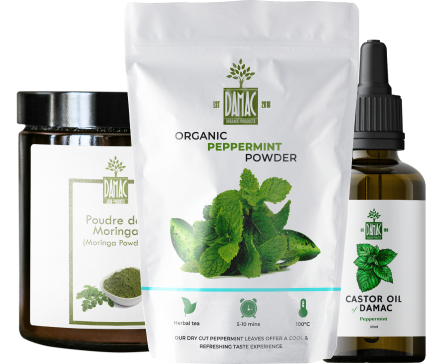 DAMAC
Poudre de
Moringa
(Moringa Powd
EST DAMAC 2018
ORGANIC PRODUCTS
ORGANIC
PEPPERMINT
POWDER
Herbal tea
5-10 mins
100°C
OUR DRY CUT PEPPERMINT LEAVES OFFER A COOL &
REFRESHING TASTE EXPERIENCE.
DAMAC
CASTOR OIL
of DAMAC
Peppermint